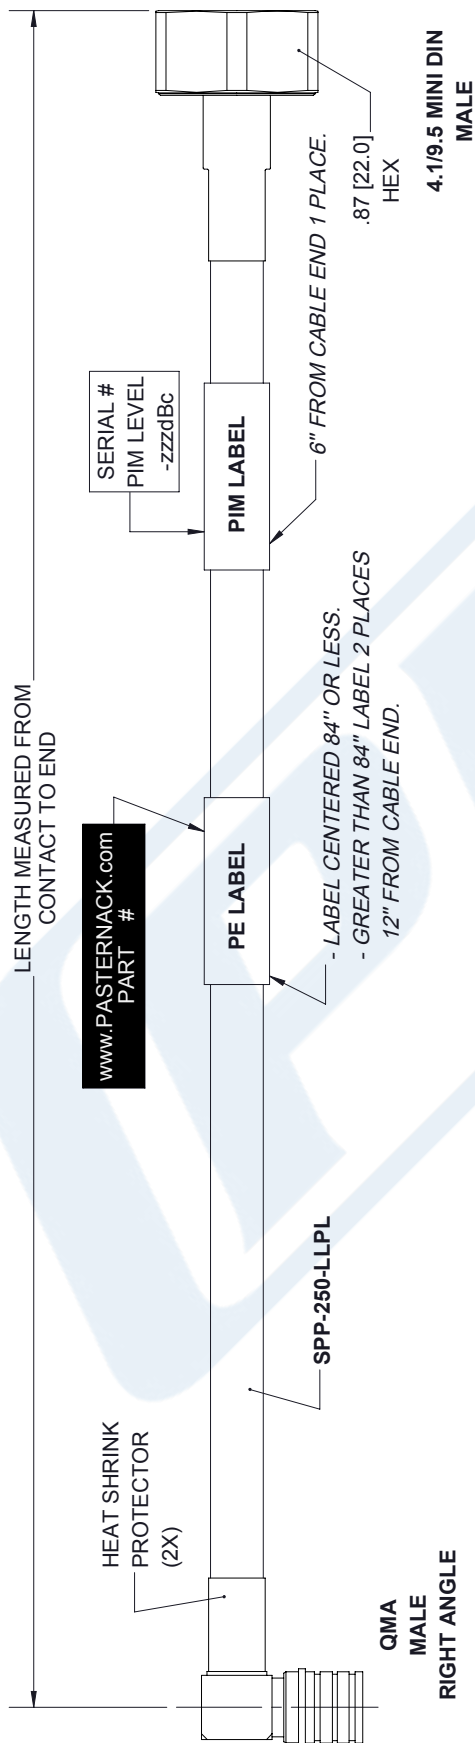 LENGTH MEASURED FROM
CONTACT TO END
HEAT SHRINK
PROTECTOR
(2X)
www.PASTERNACK.com
PART #
SERIAL #
PIM LEVEL
-zzzdBc
PE LABEL
PIM LABEL
QMA
MALE
RIGHT ANGLE
SPP-250-LLPL
- LABEL CENTERED 84" OR LESS.
- GREATER THAN 84" LABEL 2 PLACES
12" FROM CABLE END.
6" FROM CABLE END 1 PLACE.
.87 [22.0]
HEX
4.1/9.5 MINI DIN
MALE